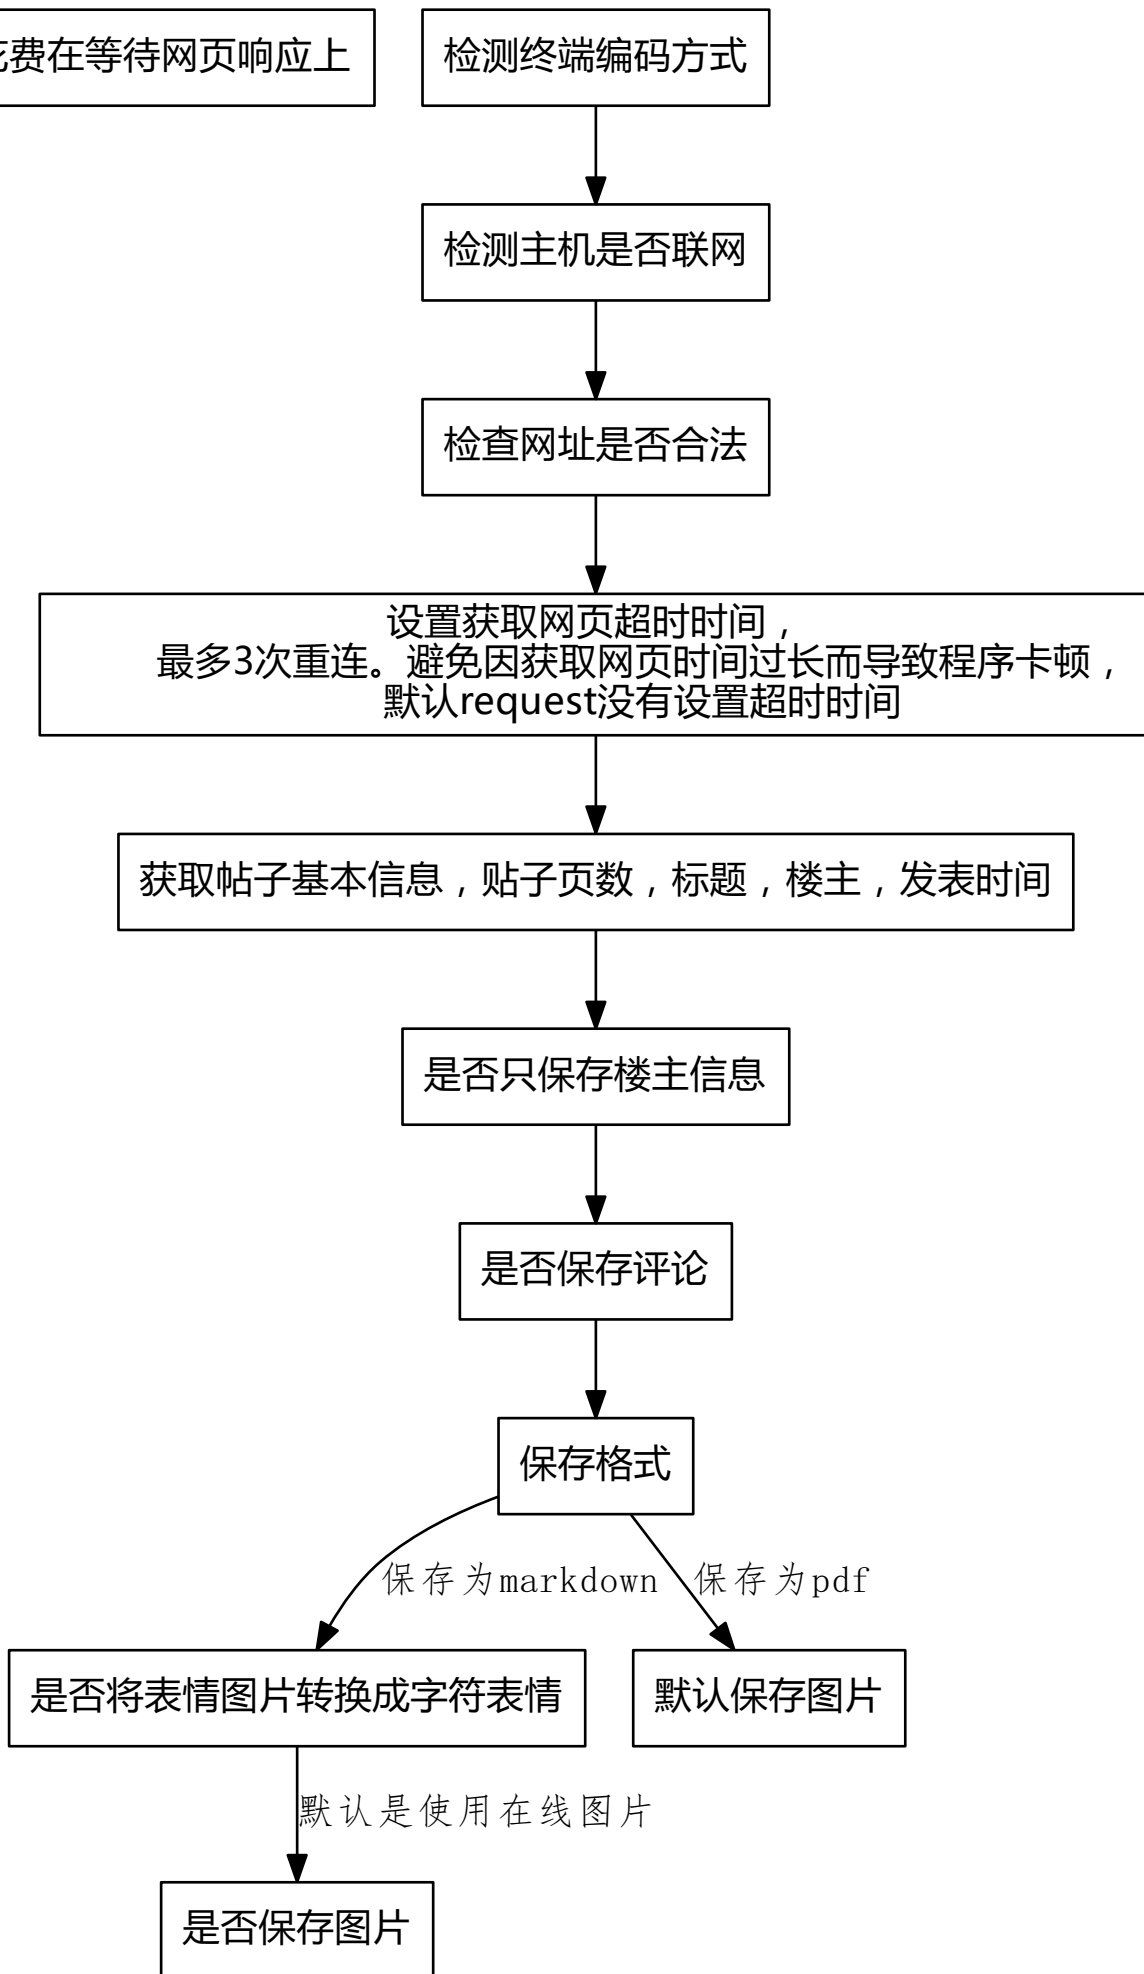 费在等待网页响应上
检测终端编码方式
检测主机是否联网
检查网址是否合法
设置获取网页超时时间，
最多3次重连。避免因获取网页时间过长而导致程序卡顿，
默认request没有设置超时时间
获取帖子基本信息，贴子页数，标题，楼主，发表时间
是否只保存楼主信息
是否保存评论
保存格式
保存为markdown
保存为pdf
是否将表情图片转换成字符表情
默认保存图片
默认是使用在线图片
是否保存图片